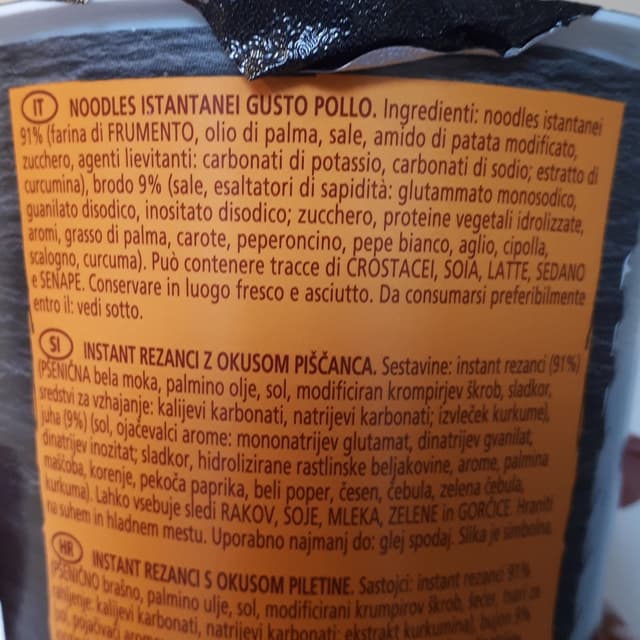 IT NOODLES ISTANTANEI GUSTO POLLO. Ingredienti: noodles istantanei
91% (farina di FRUMENTO, olio di palma, sale, amido di patata modificato,
zucchero, agenti lievitanti: carbonati di potassio, carbonati di sodio; estratto di
curcumina), brodo 9% (sale, esaltatori di sapidità: glutammato monosodico,
guanilato disodico, inositato disodico; zucchero, proteine vegetali idrolizzate,
aromi, grasso di palma, carote, peperoncino, pepe bianco, aglio, cipolla,
scalogno, curcuma). Può contenere tracce di CROSTACEI, SOIA, LATTE, SEDANO
e SENAPE. Conservare in luogo fresco e asciutto. Da consumarsi preferibilmente
entro il: vedi sotto.
SI INSTANT REZANCI Z OKUSOM PIŠČANCA. Sestavine: instant rezanci (91%)
(PŠENIČNA bela moka, palmino olje, sol, modificiran krompirjev škrob, sladkor,
sredstvi za vzhajanje: kalijevi karbonati, natrijevi karbonati; izvleček kurkume),
juha (9%) (sol, ojačevalci arome: mononatrijev glutamat, dinatrijev gvanilat,
dinatrijev inozitat; sladkor, hidrolizirane rastlinske beljakovine, arome, palmina
maščoba, korenje, pekoča paprika, beli poper, česen, čebula, zelena čebula,
kurkuma). Lahko vsebuje sledi RAKOV, SOJE, MLEKA, ZELENE in GORČICE. Hraniti
na suhem in hladnem mestu. Uporabno najmanj do: glej spodaj. Slika je simbolna.
HR INSTANT REZANCI S OKUSOM PILETINE. Sastojci: instant rezanci 91%
(PŠENIČNO brašno, palmino ulje, sol, modificirani krumpirov škrob, šećer, tvari za
rahljenje: kalijevi karbonati, natrijevi karbonati; ekstrakt kurkumina), bujon 9%